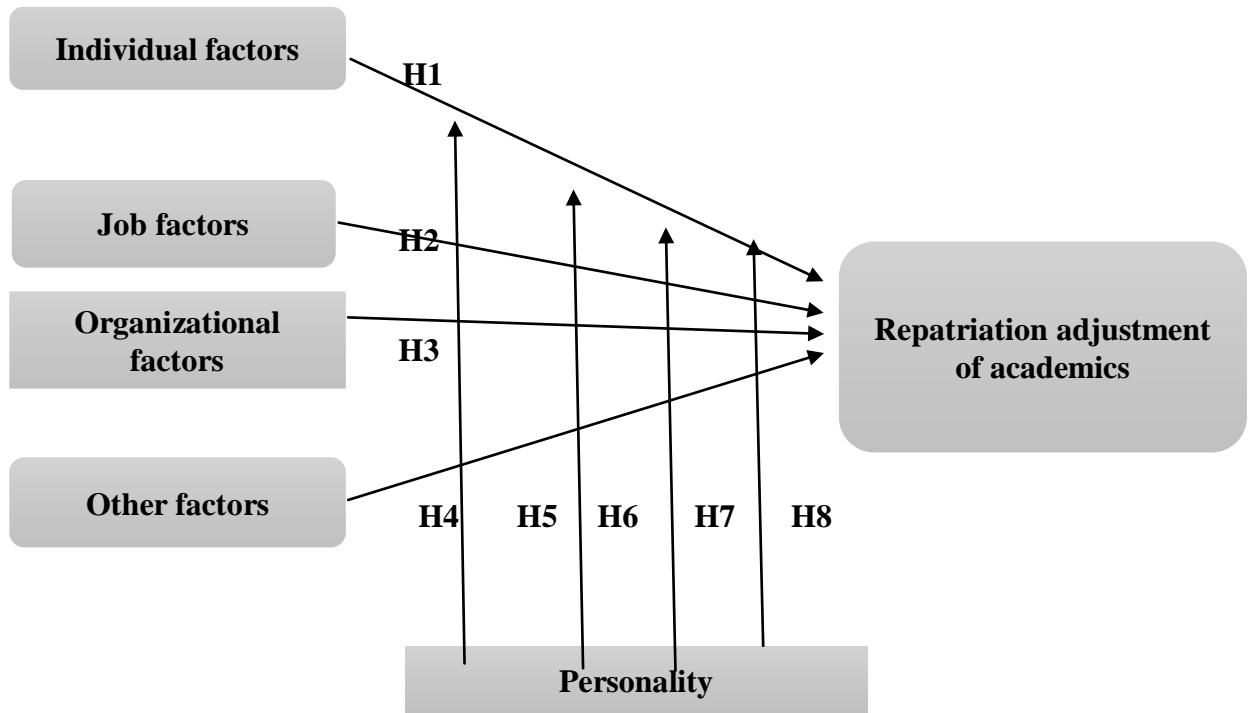 Individual factors
H1
Job factors
H2
Organizational
factors
H3
Repatriation adjustment
of academics
Other factors
H4
H5
H6
H7
H8
Personality